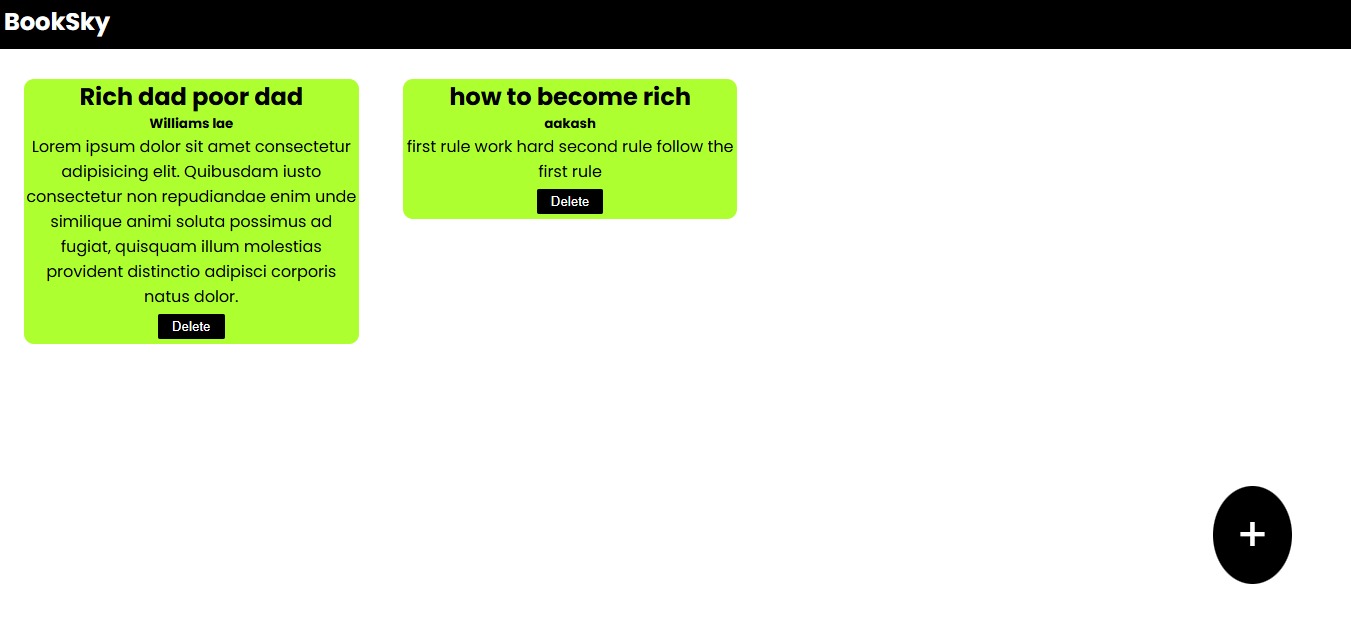 BookSky
Rich dad poor dad
Williams lae
Lorem ipsum dolor sit amet consectetur
adipisicing elit. Quibusdam iusto
consectetur non repudiandae enim unde
similique animi soluta possimus ad
fugiat, quisquam illum molestias
provident distinctio adipisci corporis
natus dolor.
Delete
how to become rich
aakash
first rule work hard second rule follow the
first rule
Delete
+